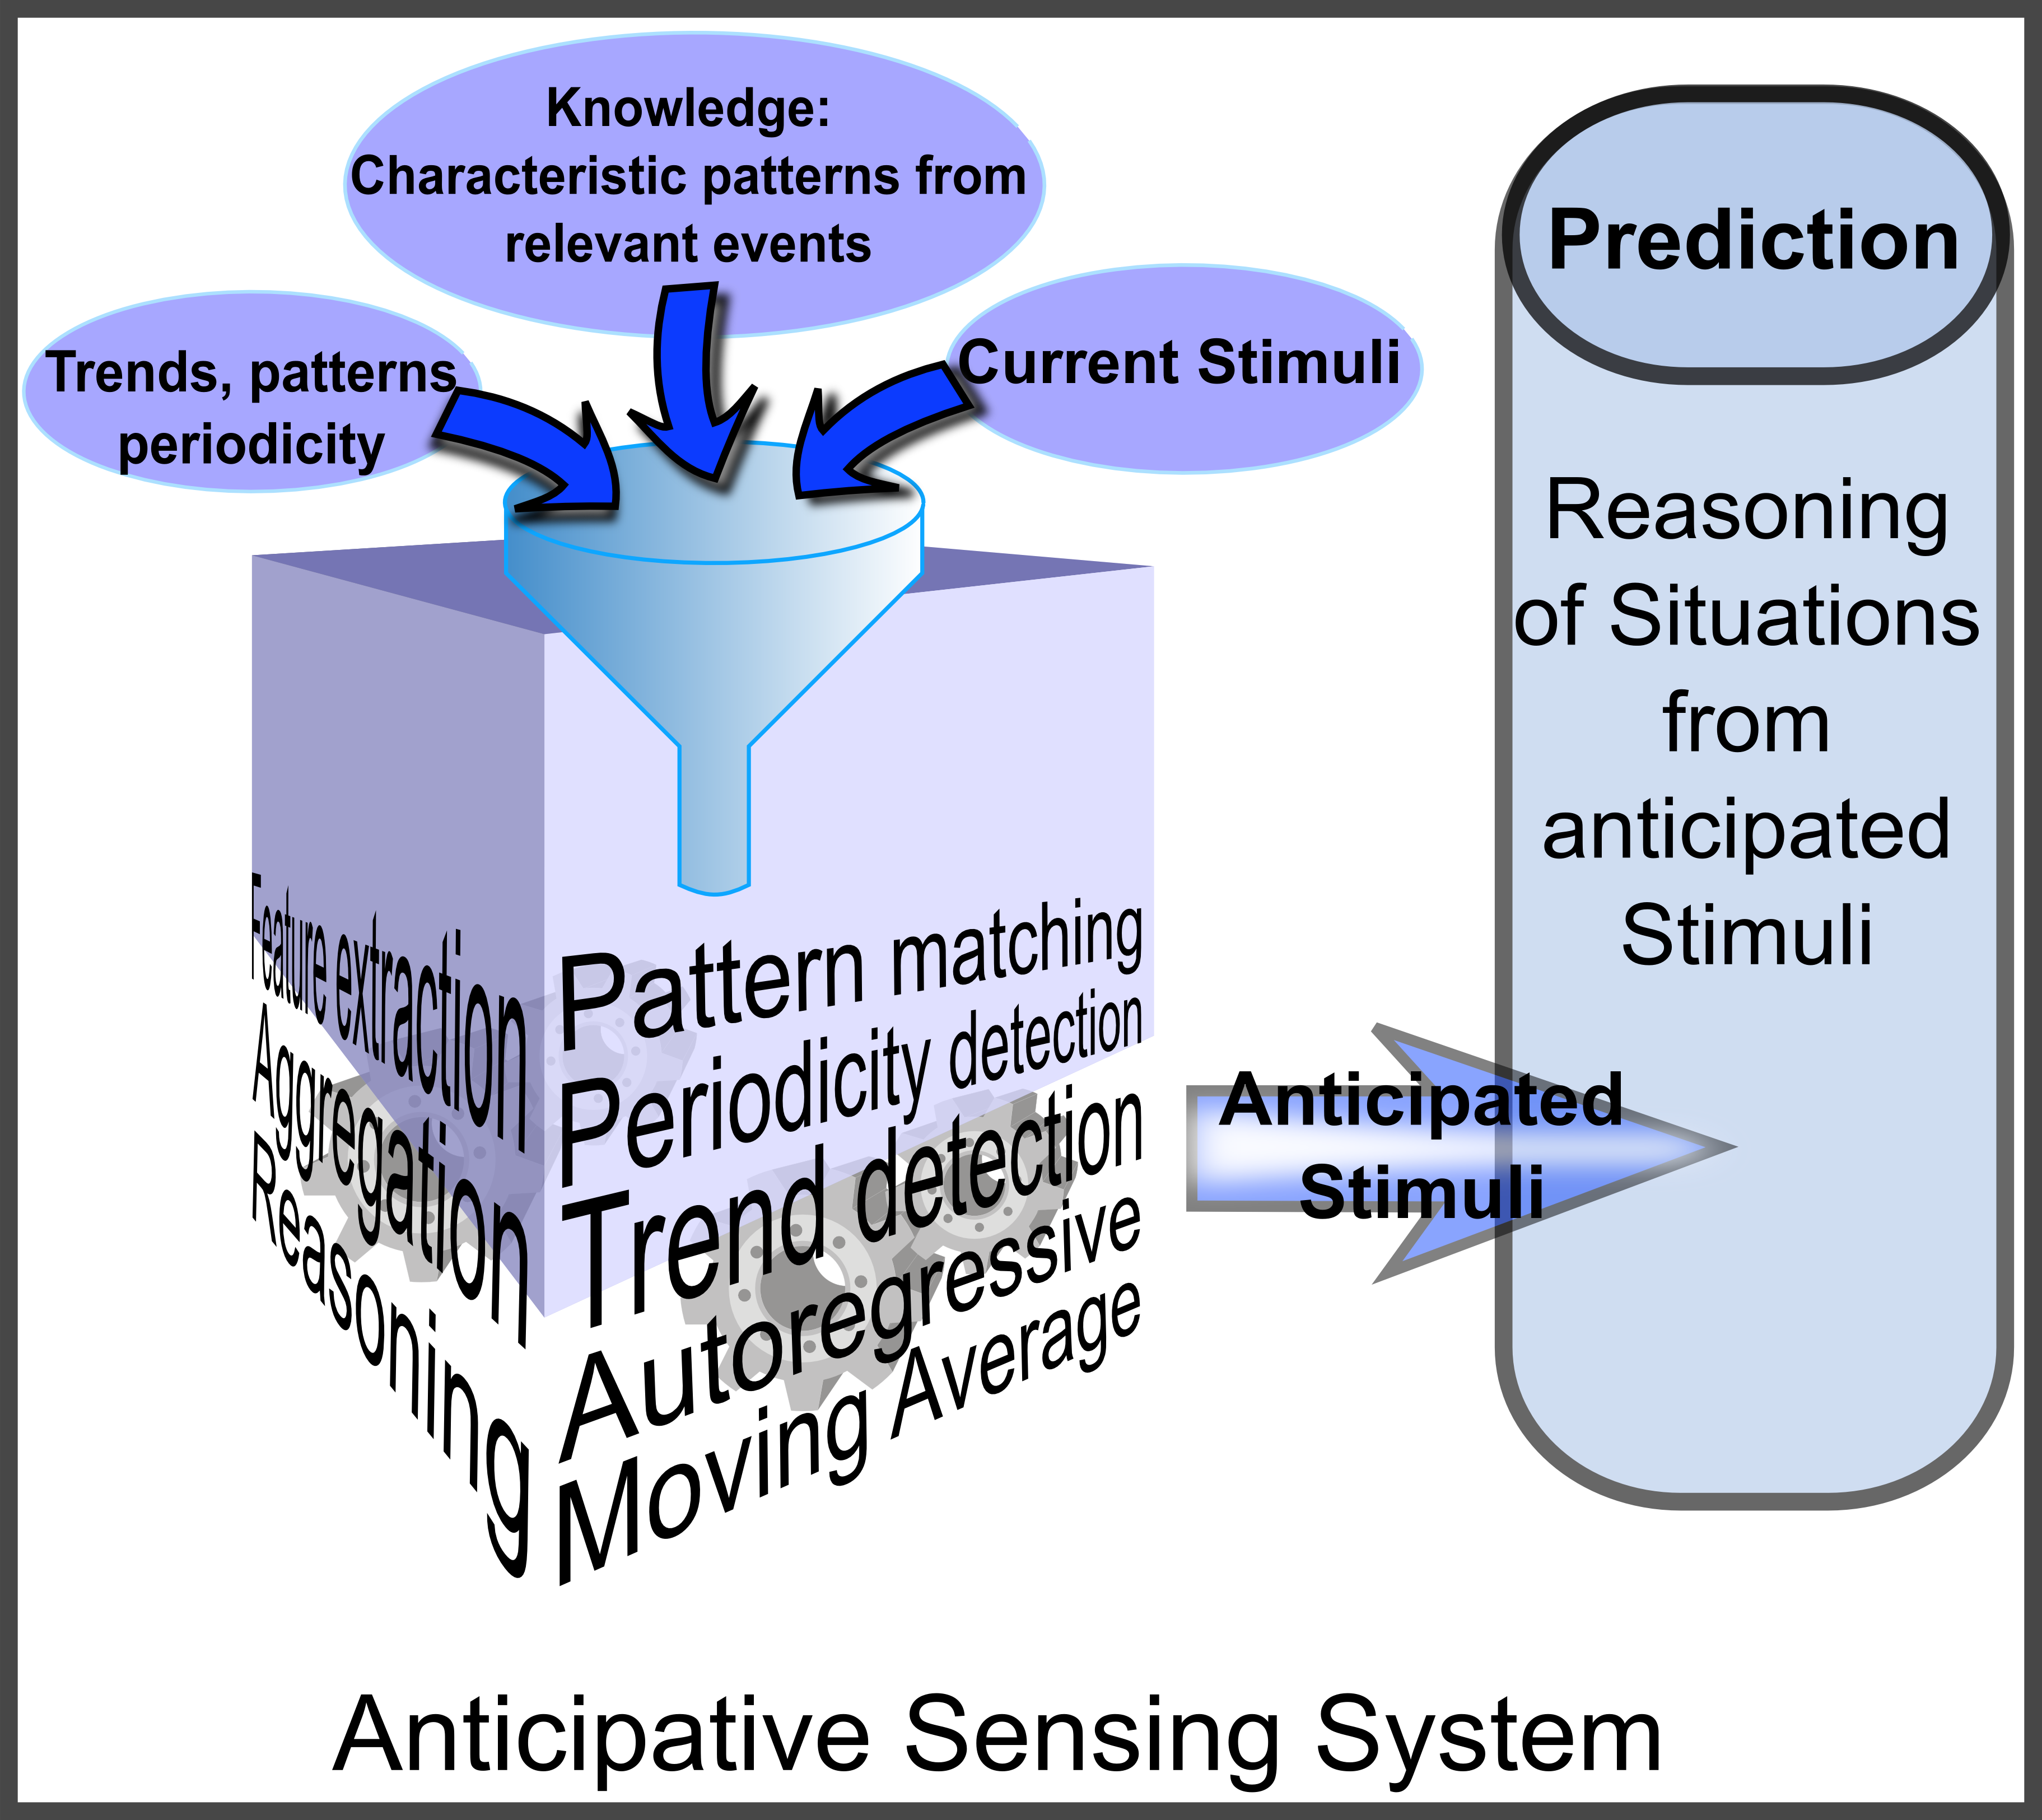 Knowledge:
Characteristic patterns from
relevant events
Trends, patterns
periodicity
Current Stimuli
Prediction
Reasoning
of Situations
from
anticipated
Stimuli
Feature extraction
Aggregation
Reasoning
Pattern matching
Periodicity detection
Trend detection
Autoregressive
Moving Average
Anticipated
Stimuli
Anticipative Sensing System